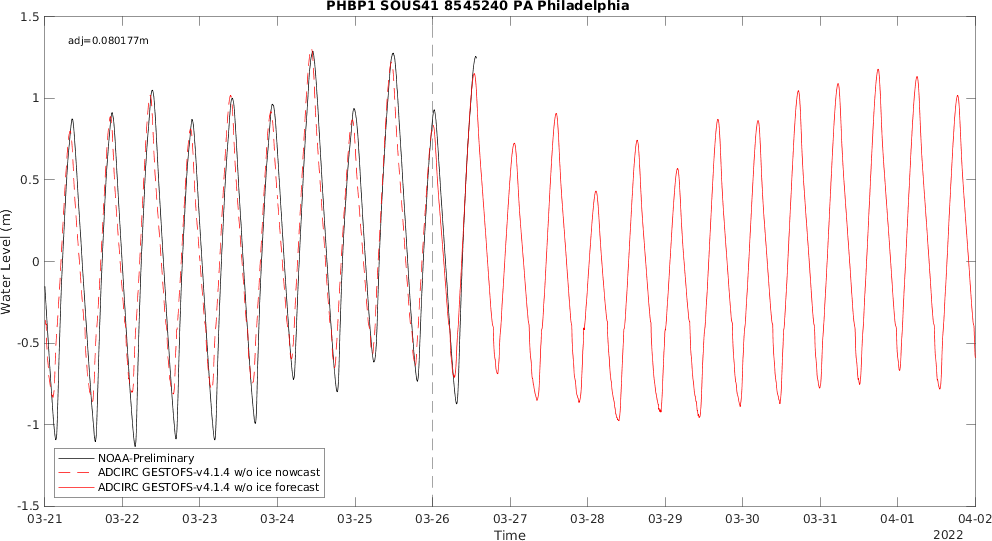 PHBP1 SOUS41 8545240 PA Philadelphia
adj=0.080177m
Water Level (m)
1.5
1
0.5
0
-0.5
-1
-1.5
NOAA-Preliminary
ADCIRC GESTOFS-v4.1.4 w/o ice nowcast
ADCIRC GESTOFS-v4.1.4 w/o ice forecast
03-21 03-22 03-23 03-24 03-25 03-26 03-27 03-28 03-29 03-30 03-31 04-01 04-02
Time
2022